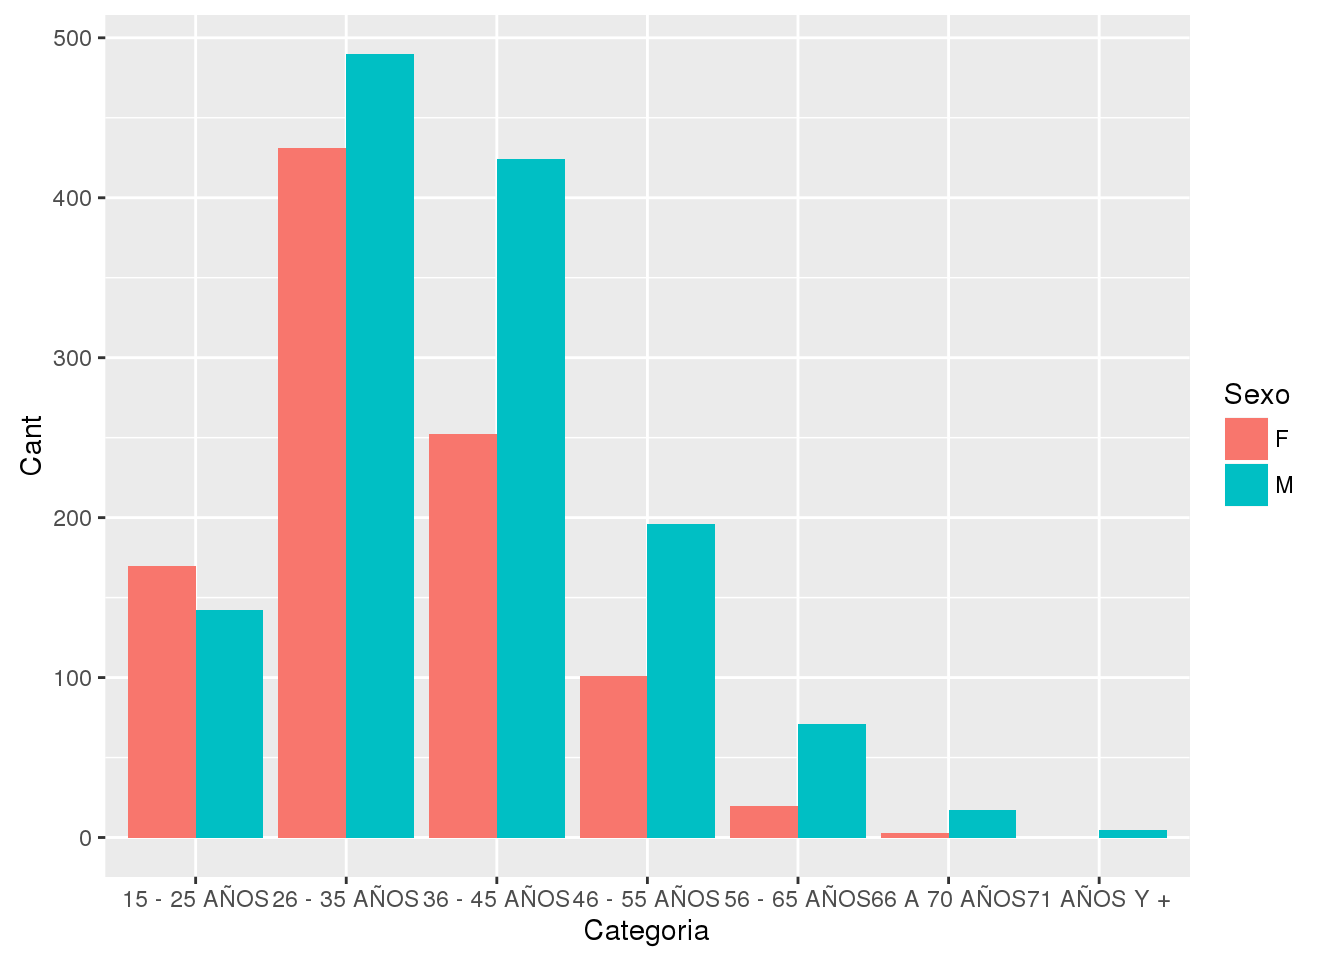 500
400
300
200
100
0
Cant
15 - 25 AÑOS
26 - 35 AÑOS
36 - 45 AÑOS
46 - 55 AÑOS
56 - 65 AÑOS
66 A 70 AÑOS
71 AÑOS Y +
Categoria
Sexo
F
M